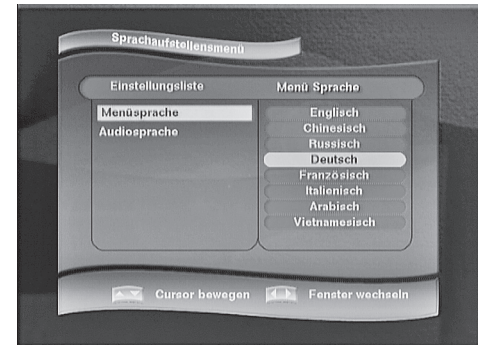 Sprachaufstellensmenü
Einstellungsliste
Menü Sprache
Menüsprache
Audiosprache
Englisch
Chinesisch
Russisch
Deutsch
Französisch
Italienisch
Arabisch
Vietnamesisch
Cursor bewegen
Fenster wechseln